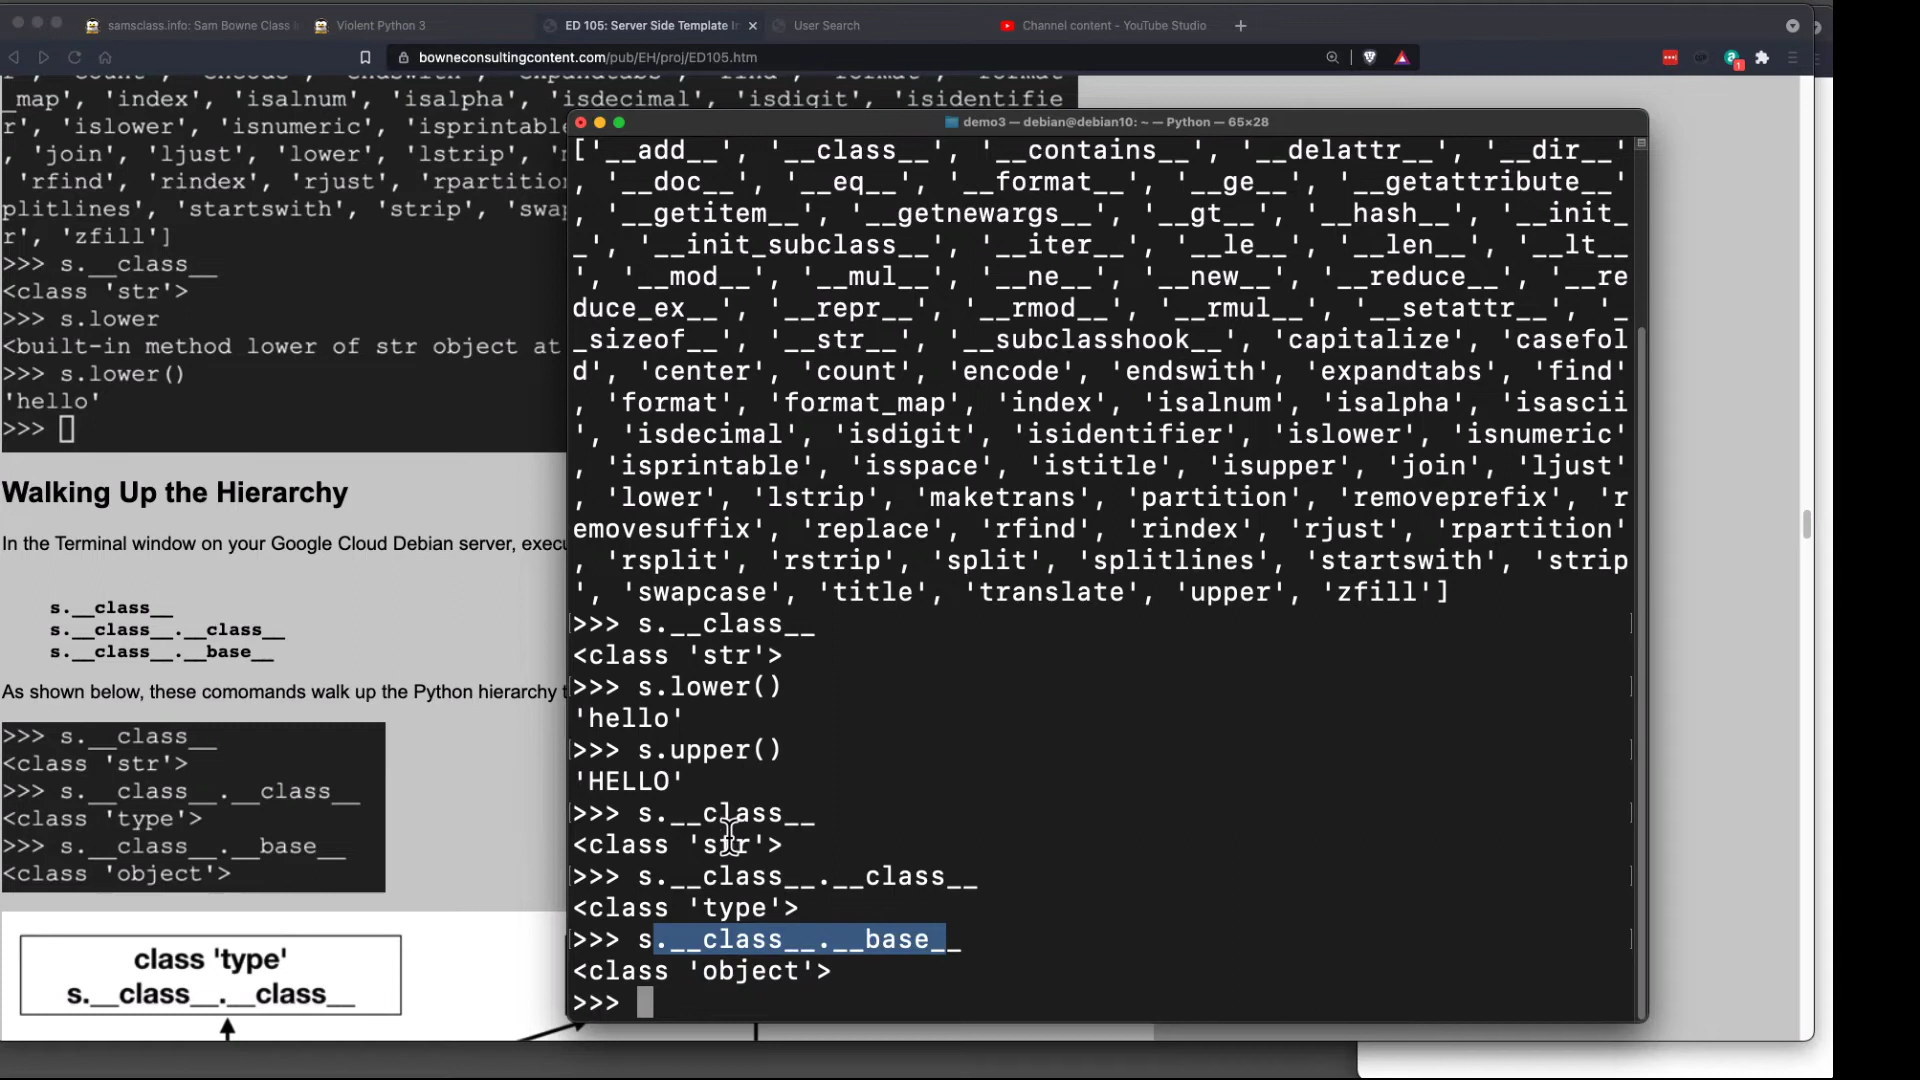 samsclass.info: Sam Bowne Class
Violent Python 3
ED 105: Server Side Template I
User Search
Channel content - YouTube Studio
bowneconsultingcontent.com/pub/EH/proj/ED105.htm
r', 'count', 'encode', 'endswith', 'expandtabs', 'find', 'format', 'format
_map', 'index', 'isalnum', 'isalpha', 'isdecimal', 'isdigit', 'isidentifie
r', 'islower', 'isnumeric', 'isprintable
, 'join', 'ljust', 'lower', 'lstrip', '
'rfind', 'rindex', 'rjust', 'rpartition
plitlines', 'startswith', 'strip', 'swap
r', 'zfill']
>>> s.__class__
<class 'str'>
>>> s.lower
<built-in method lower of str object at
>>> s.lower()
'hello'
>>>
Walking Up the Hierarchy
In the Terminal window on your Google Cloud Debian server, execu
s.__class__
s.__class__.__class__
s.__class__.__base__
As shown below, these comomands walk up the Python hierarchy t
>>> s.__class__
<class 'str'>
>>> s.__class__.__class__
<class 'type'>
>>> s.__class__.__base__
<class 'object'>
class 'type'
s.__class__.__class__
demo3 — debian@debian10: ~ — Python — 65×28
['__add__', '__class__', '__contains__', '__delattr__', '__dir__'
, '__doc__', '__eq__', '__format__', '__ge__', '__getattribute__'
, '__getitem__', '__getnewargs__', '__gt__', '__hash__', '__init_
_', '__init_subclass__', '__iter__', '__le__', '__len__', '__lt__
', '__mod__', '__mul__', '__ne__', '__new__', '__reduce__', '__re
duce_ex__', '__repr__', '__rmod__', '__rmul__', '__setattr__', '_
_sizeof__', '__str__', '__subclasshook__', 'capitalize', 'casefol
d', 'center', 'count', 'encode', 'endswith', 'expandtabs', 'find'
, 'format', 'format_map', 'index', 'isalnum', 'isalpha', 'isascii
', 'isdecimal', 'isdigit', 'isidentifier', 'islower', 'isnumeric'
, 'isprintable', 'isspace', 'istitle', 'isupper', 'join', 'ljust'
, 'lower', 'lstrip', 'maketrans', 'partition', 'removeprefix', 'r
emovesuffix', 'replace', 'rfind', 'rindex', 'rjust', 'rpartition'
, 'rsplit', 'rstrip', 'split', 'splitlines', 'startswith', 'strip
', 'swapcase', 'title', 'translate', 'upper', 'zfill']
>>> s.__class__
<class 'str'>
>>> s.lower()
'hello'
>>> s.upper()
'HELLO'
>>> s.__class__
<class 'str'>
>>> s.__class__.__class__
<class 'type'>
>>> s.__class__.__base__
<class 'object'>
>>>